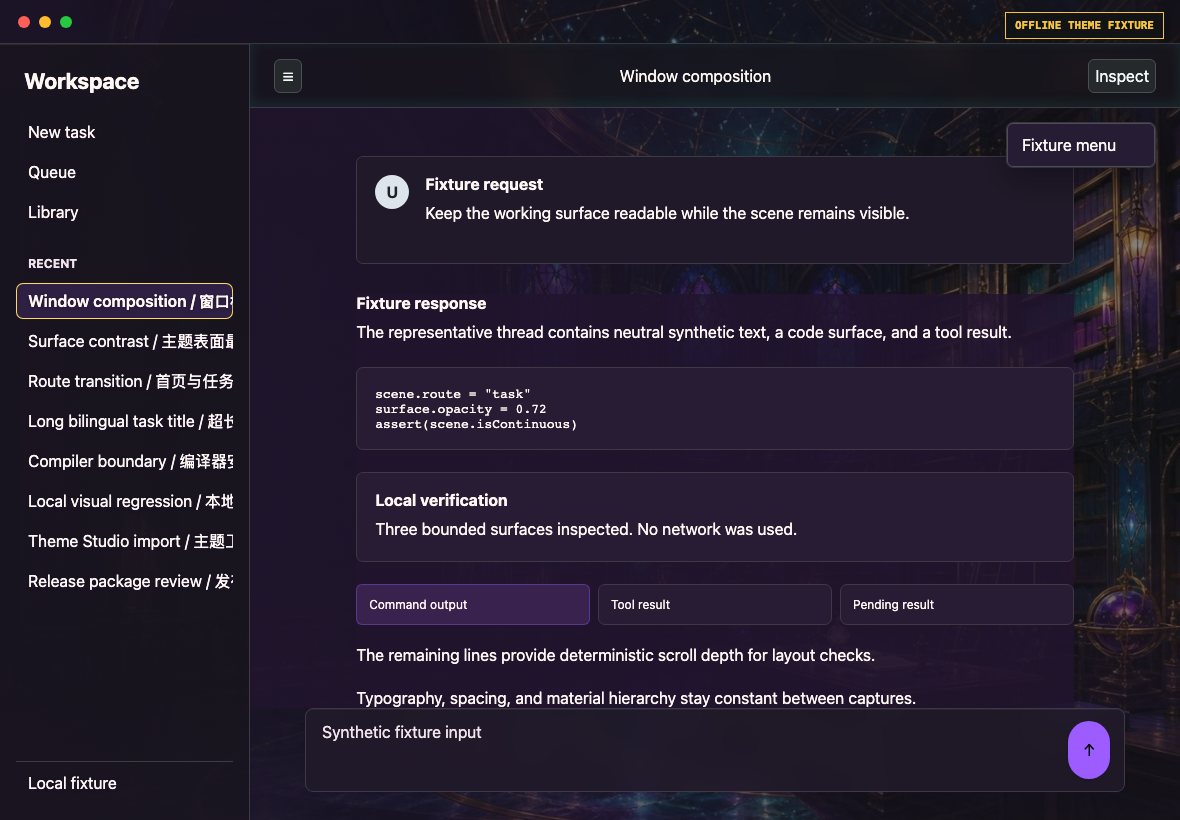 OFFLINE THEME FIXTURE
Workspace
New task
Queue
Library
RECENT
Window composition / 窗口
Surface contrast / 主题表面
Route transition / 首页与任务
Long bilingual task title / 超长
Compiler boundary / 编译器
Local visual regression / 本地
Theme Studio import / 主题
Release package review / 发
Local fixture
Window composition
Inspect
Fixture menu
U
Fixture request
Keep the working surface readable while the scene remains visible.
Fixture response
The representative thread contains neutral synthetic text, a code surface, and a tool result.
scene.route = "task"
surface.opacity = 0.72
assert(scene.isContinuous)
Local verification
Three bounded surfaces inspected. No network was used.
Command output
Tool result
Pending result
The remaining lines provide deterministic scroll depth for layout checks.
Typography, spacing, and material hierarchy stay constant between captures.
Synthetic fixture input